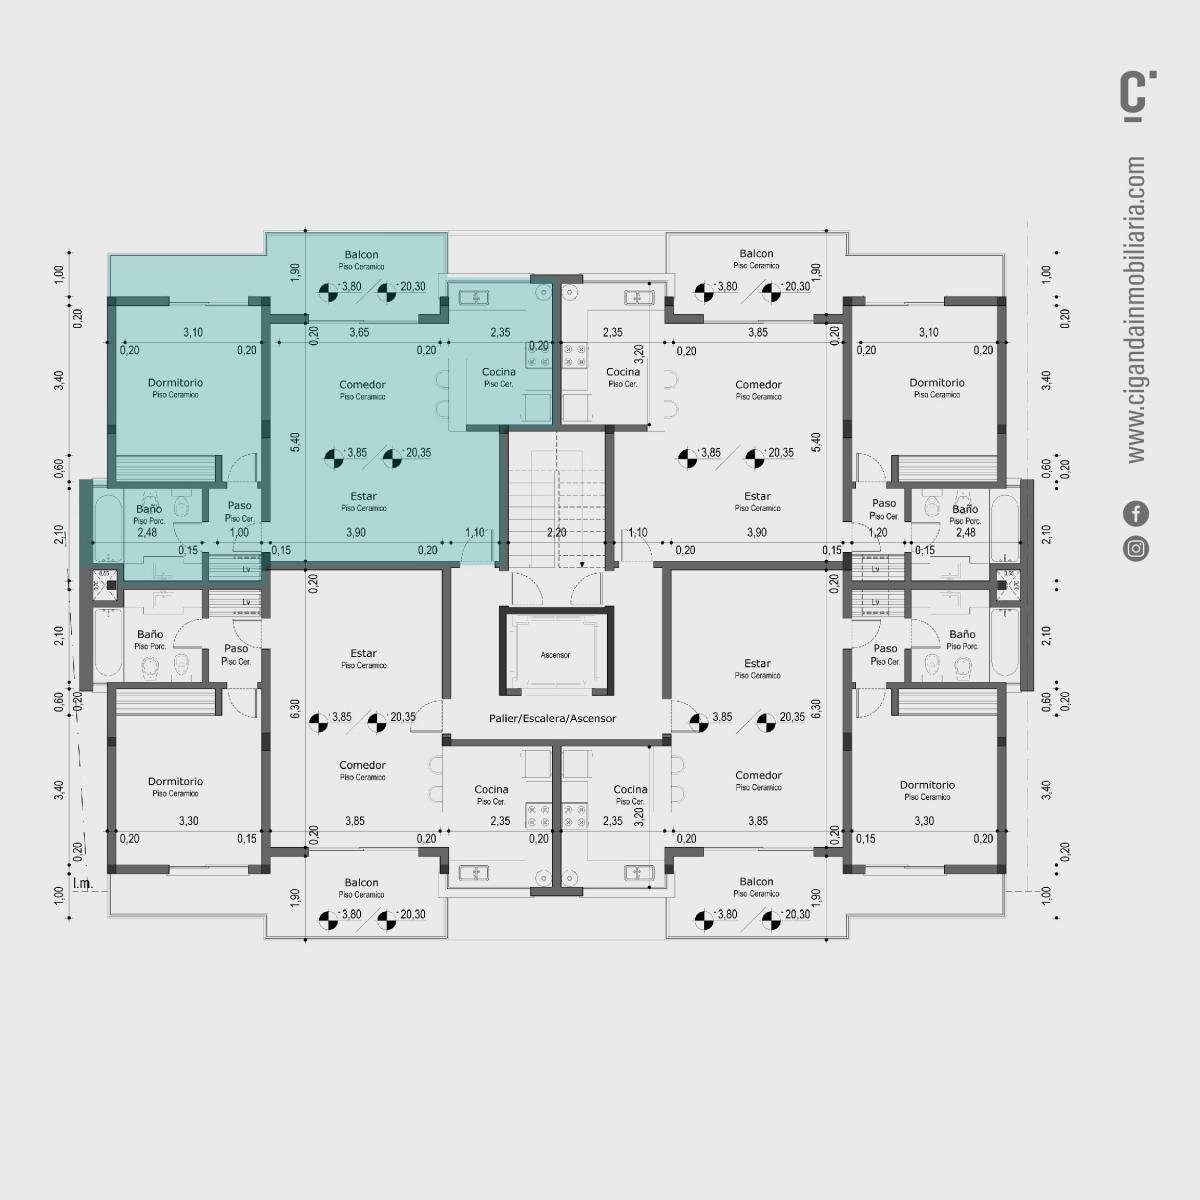 C
www.cigandainmobiliaria.com
Balcon
Piso Ceramico
1,90
3,80
20,30
Balcon
Piso Ceramico
1,90
3,80
20,30
1,00
0,20
3,40
0,60
2,10
1,00
0,20
3,40
0,60
0,20
2,10
3,10
0,20
0,20
Dormitorio
Piso Ceramico
0,20
3,65
0,20
Comedor
Piso Ceramico
5,40
3,85
20,35
Estar
Piso Ceramico
3,90
0,20
1,10
2,35
0,20
Cocina
Piso Cer.
2,35
3,20
Cocina
Piso Cer.
3,85
0,20
0,20
Comedor
Piso Ceramico
5,40
3,85
20,35
Estar
Piso Ceramico
1,10
0,20
3,90
0,15
3,10
0,20
0,20
Dormitorio
Piso Ceramico
Baño
Piso Porc.
2,48
0,15
Paso
Piso Cer.
1,00
0,15
Lv
2,20
Paso
Piso Cer.
1,20
0,15
Lv
Baño
Piso Porc.
2,48
2,10
0,60
0,20
3,40
0,20
1,00
l.m.
Baño
Piso Porc.
Paso
Piso Cer.
0,20
Estar
Piso Ceramico
6,30
3,85
20,35
Comedor
Piso Ceramico
3,85
0,20
0,20
Dormitorio
Piso Ceramico
3,30
0,20
0,15
Ascensor
Palier/Escalera/Ascensor
Cocina
Piso Cer.
2,35
0,20
Cocina
Piso Cer.
2,35
3,20
0,20
Estar
Piso Ceramico
6,30
3,85
20,35
Comedor
Piso Ceramico
3,85
0,20
0,20
Lv
Paso
Piso Cer.
Baño
Piso Porc.
Dormitorio
Piso Ceramico
3,30
0,15
0,20
2,10
0,60
0,20
3,40
0,20
1,00
Balcon
Piso Ceramico
1,90
3,80
20,30
Balcon
Piso Ceramico
1,90
3,80
20,30